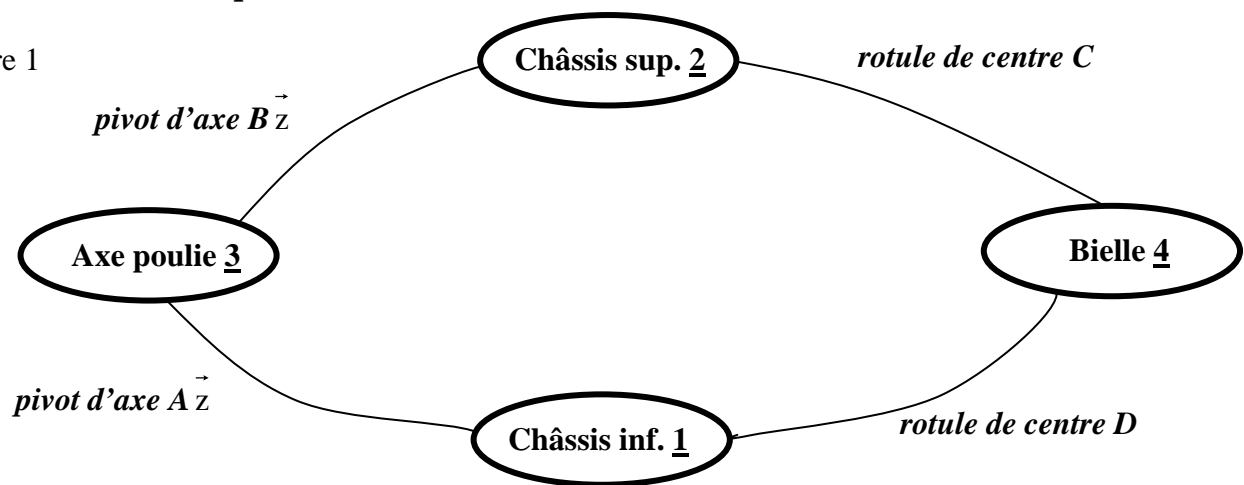 Châssis sup. 2
rotule de centre C
re 1
pivot d'axe B z
Axe poulie 3
Bielle 4
pivot d'axe A z
Châssis inf. 1
rotule de centre D